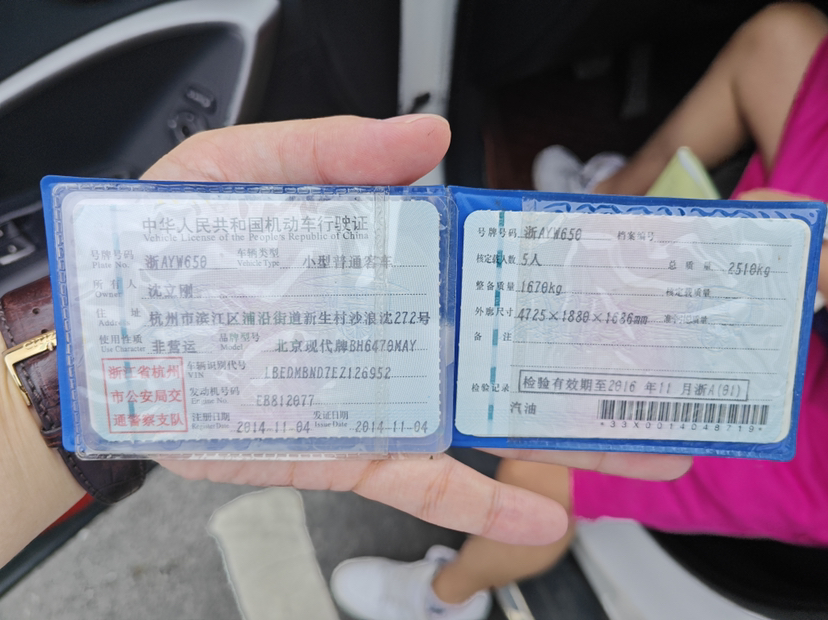 中华人民共和国机动车行驶证
Vehicle License of the People's Republic of China
号牌号码 浙AYW650 车辆类型 小型普通客车
Plate No. Vehicle Type
所有人 沈立刚
Owner
住址 杭州市滨江区浦沿街道新生村沙浪沈272号
Address
使用性质 非营运 品牌型号 北京现代牌BH6470MAY
Use Character Model
浙江省杭州
市公安局交
通警察支队
车辆识别代号 LBEDMBND7EZ126952
VIN
发动机号码 EB812077
Engine No.
注册日期 2014-11-04 发证日期 2014-11-04
Register Date Issue Date
号牌号码 浙AYW650 档案编号
核定载人数 5人 总质量 2510kg
整备质量 1670kg 核定载质量
外廓尺寸 4725×1880×1686mm 准牵引总质量
备注
检验记录 检验有效期至2016年11月浙A(01)
汽油
*33X0014048719*